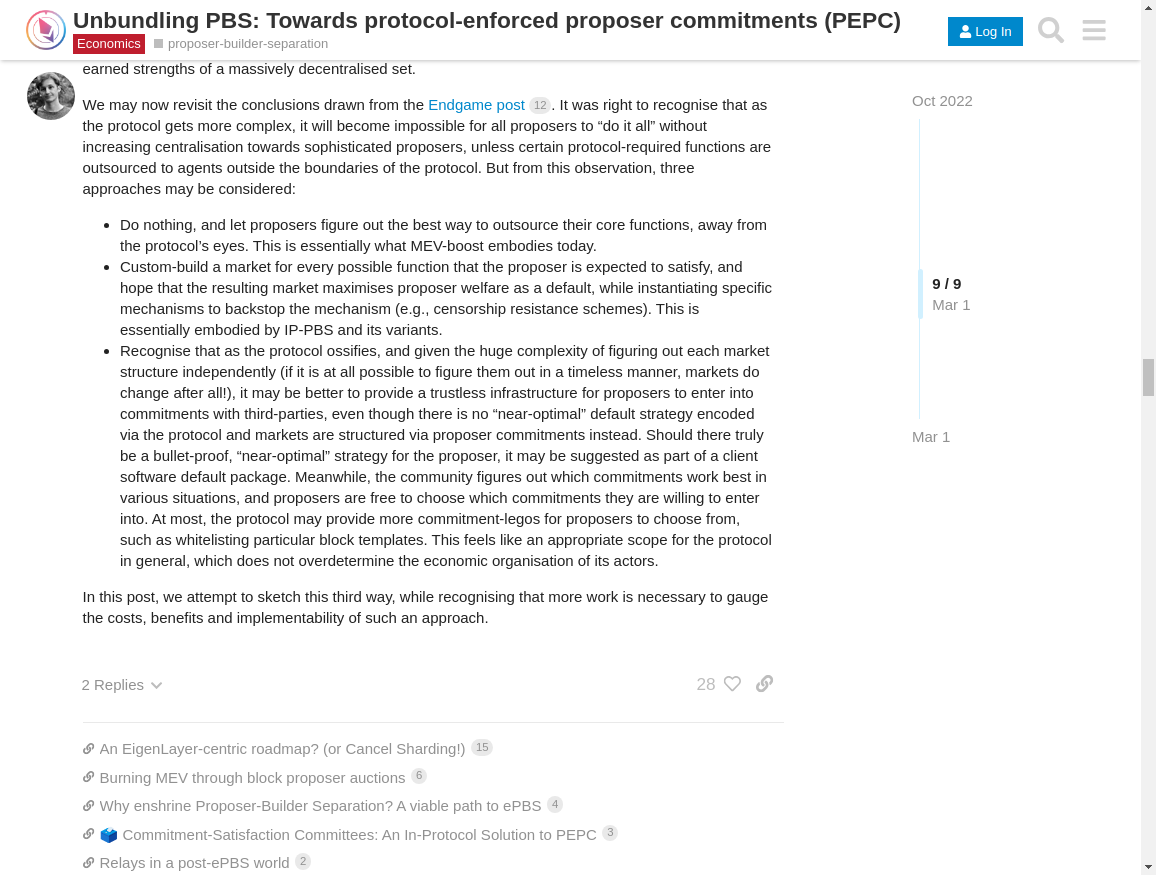 Unbundling PBS: Towards protocol-enforced proposer commitments (PEPC)
Economics proposer-builder-separation
Log In
earned strengths of a massively decentralised set.
We may now revisit the conclusions drawn from the Endgame post 12. It was right to recognise that as
the protocol gets more complex, it will become impossible for all proposers to “do it all” without
increasing centralisation towards sophisticated proposers, unless certain protocol-required functions are
outsourced to agents outside the boundaries of the protocol. But from this observation, three
approaches may be considered:
Do nothing, and let proposers figure out the best way to outsource their core functions, away from
the protocol’s eyes. This is essentially what MEV-boost embodies today.
Custom-build a market for every possible function that the proposer is expected to satisfy, and
hope that the resulting market maximises proposer welfare as a default, while instantiating specific
mechanisms to backstop the mechanism (e.g., censorship resistance schemes). This is
essentially embodied by IP-PBS and its variants.
Recognise that as the protocol ossifies, and given the huge complexity of figuring out each market
structure independently (if it is at all possible to figure them out in a timeless manner, markets do
change after all!), it may be better to provide a trustless infrastructure for proposers to enter into
commitments with third-parties, even though there is no “near-optimal” default strategy encoded
via the protocol and markets are structured via proposer commitments instead. Should there truly
be a bullet-proof, “near-optimal” strategy for the proposer, it may be suggested as part of a client
software default package. Meanwhile, the community figures out which commitments work best in
various situations, and proposers are free to choose which commitments they are willing to enter
into. At most, the protocol may provide more commitment-legos for proposers to choose from,
such as whitelisting particular block templates. This feels like an appropriate scope for the protocol
in general, which does not overdetermine the economic organisation of its actors.
In this post, we attempt to sketch this third way, while recognising that more work is necessary to gauge
the costs, benefits and implementability of such an approach.
2 Replies
28
An EigenLayer-centric roadmap? (or Cancel Sharding!) 15
Burning MEV through block proposer auctions 6
Why enshrine Proposer-Builder Separation? A viable path to ePBS 4
Commitment-Satisfaction Committees: An In-Protocol Solution to PEPC 3
Relays in a post-ePBS world 2
Oct 2022
9 / 9
Mar 1
Mar 1